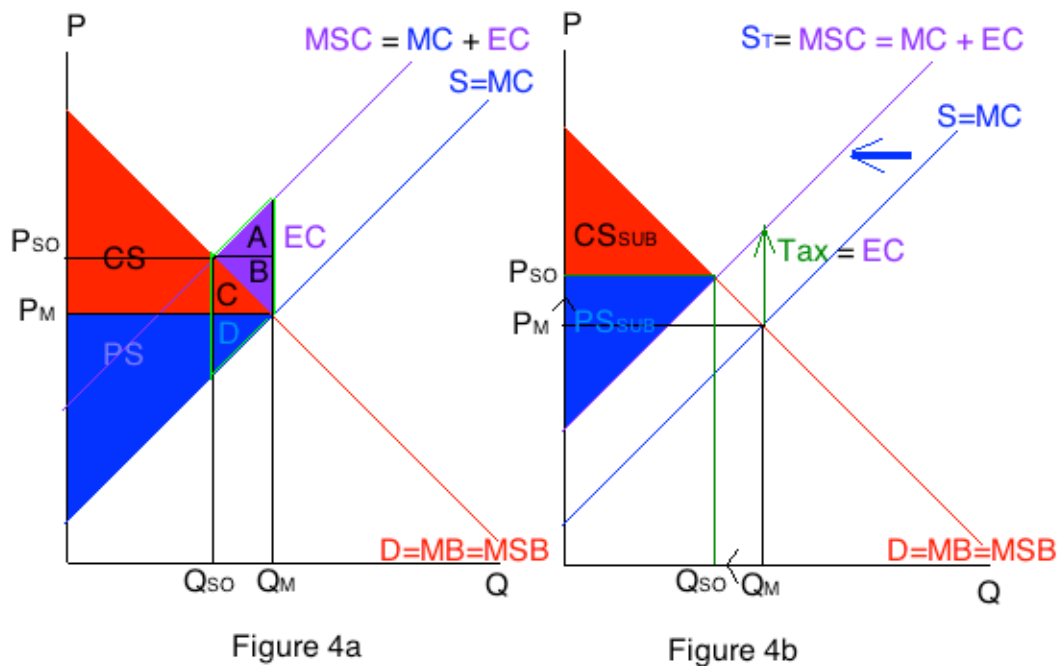 P
MSC = MC + EC
S=MC
PSO
CS
A
EC
B
PM
C
D
PS
D=MB=MSB
QSO
QM
Q
Figure 4a
P
ST= MSC = MC + EC
S=MC
CSSUB
Tax = EC
PSO
PM
PSSUB
D=MB=MSB
QSO
QM
Q
Figure 4b